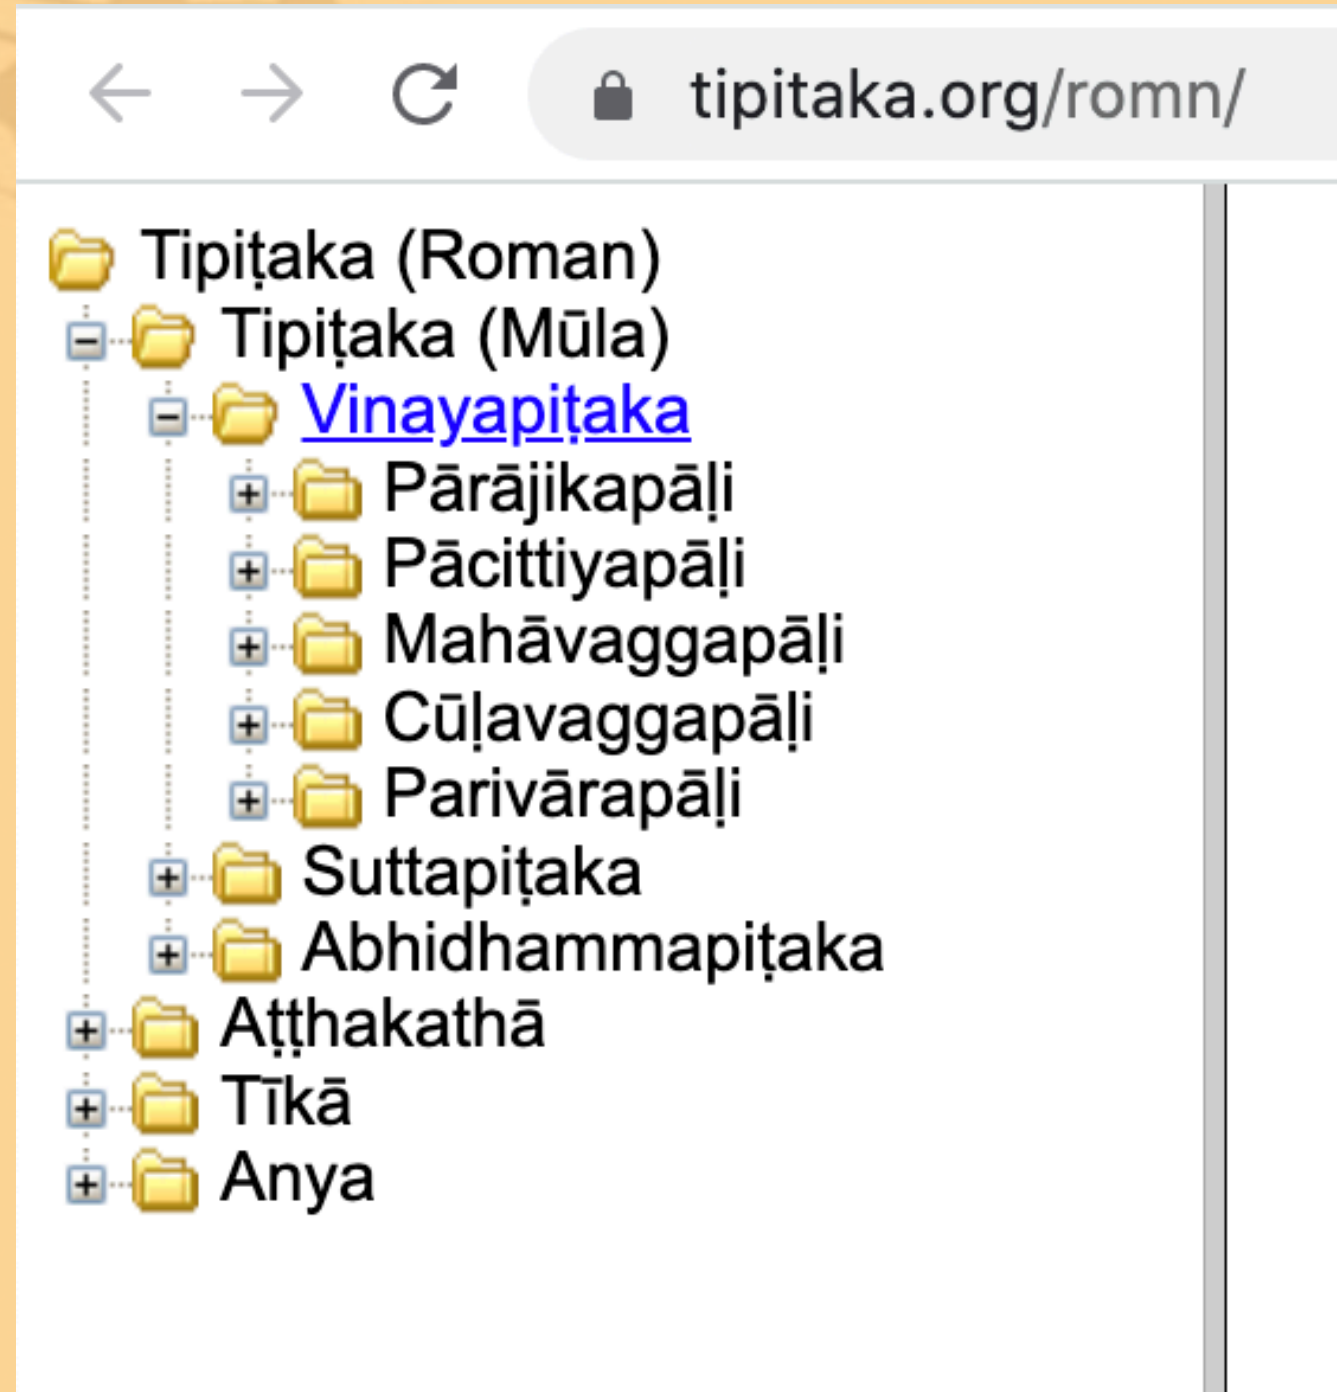 tipitaka.org/romn/
Tipiṭaka (Roman)
Tipiṭaka (Mūla)
Vinayapiṭaka
Pārājikapāḷi
Pācittiyapāḷi
Mahāvaggapāḷi
Cūḷavaggapāḷi
Parivārapāḷi
Suttapiṭaka
Abhidhammapiṭaka
Aṭṭhakathā
Tīkā
Anya